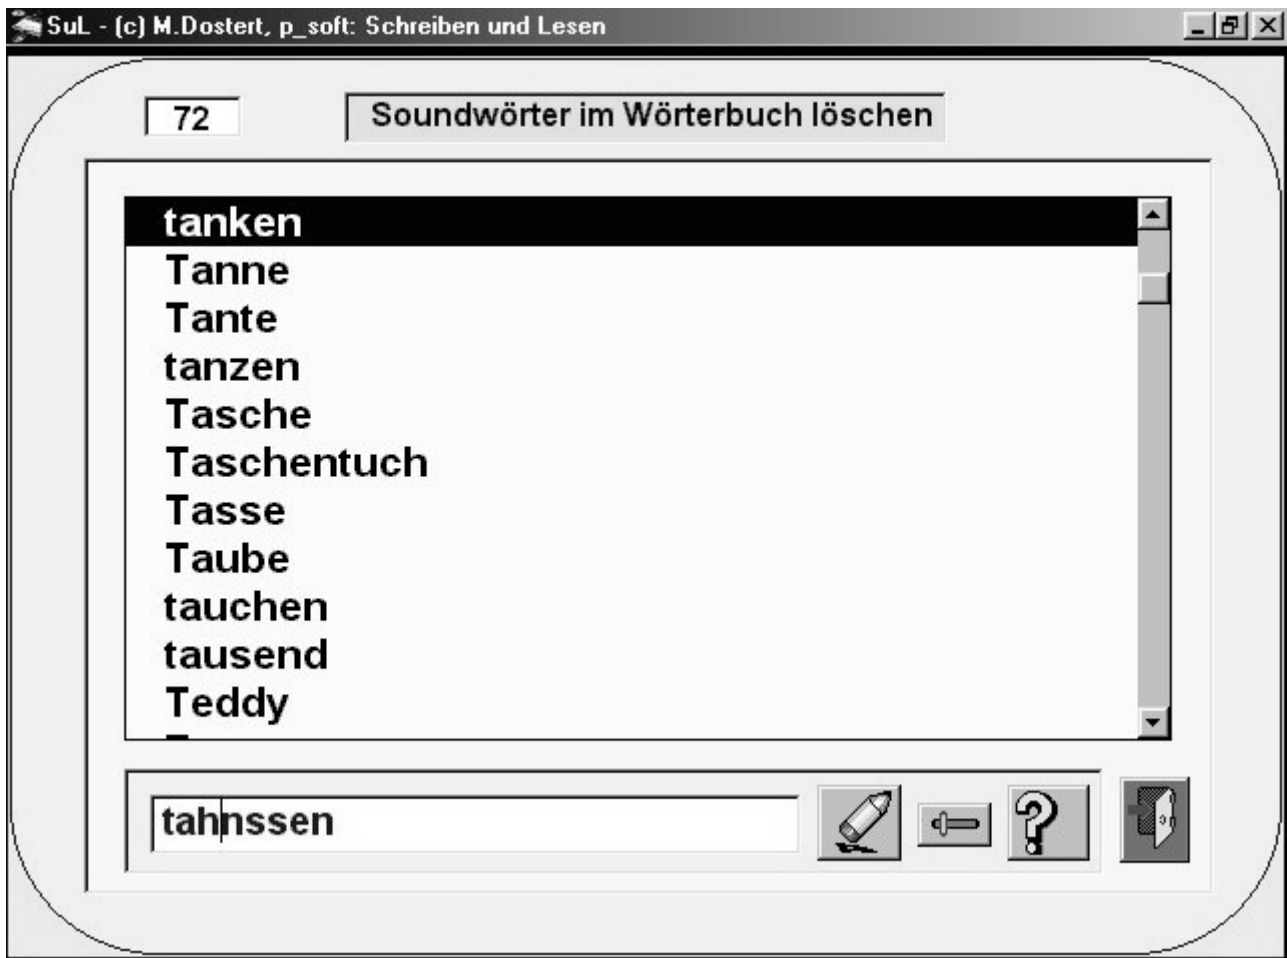 SuL - (c) M.Dostert, p_soft: Schreiben und Lesen
72 Soundwörter im Wörterbuch löschen
tanken
Tanne
Tante
tanzen
Tasche
Taschentuch
Tasse
Taube
tauchen
tausend
Teddy
tahnssen